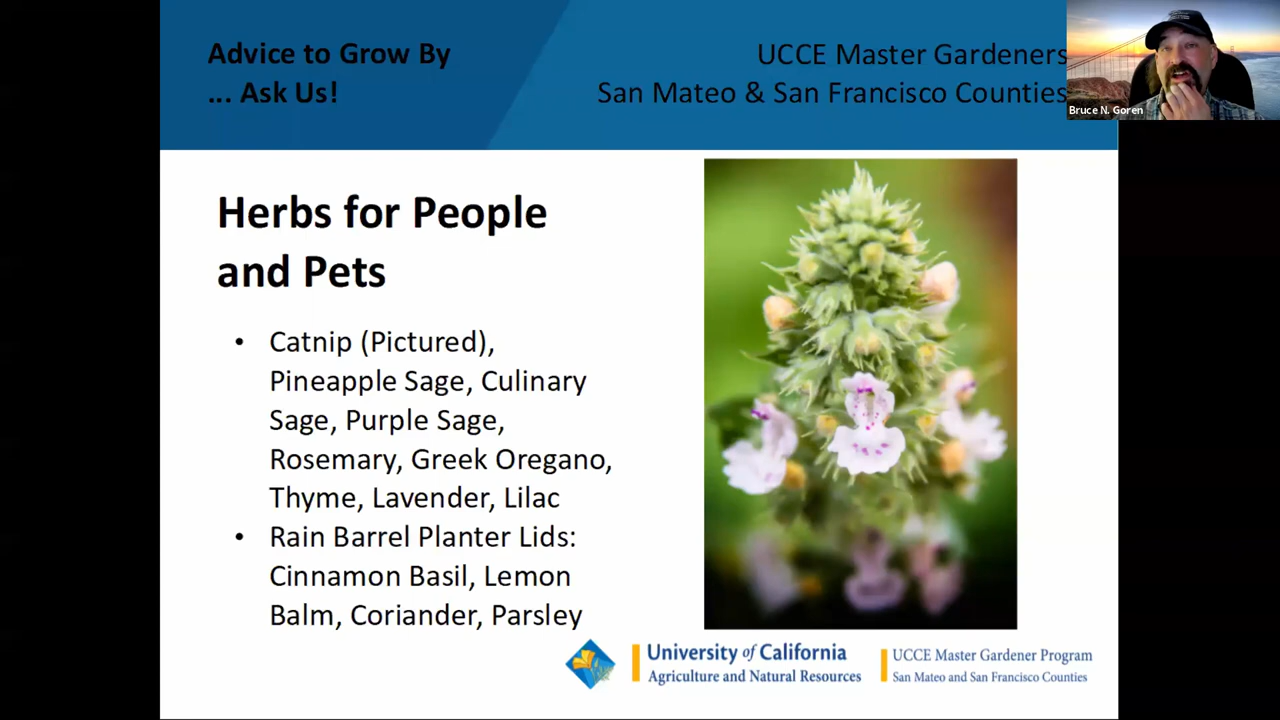 Advice to Grow By
... Ask Us!
UCCE Master Gardeners
San Mateo & San Francisco Counties
Bruce N. Goren
Herbs for People
and Pets
• Catnip (Pictured),
Pineapple Sage, Culinary
Sage, Purple Sage,
Rosemary, Greek Oregano,
Thyme, Lavender, Lilac
• Rain Barrel Planter Lids:
Cinnamon Basil, Lemon
Balm, Coriander, Parsley
University of California
Agriculture and Natural Resources
UCCE Master Gardener Program
San Mateo and San Francisco Counties